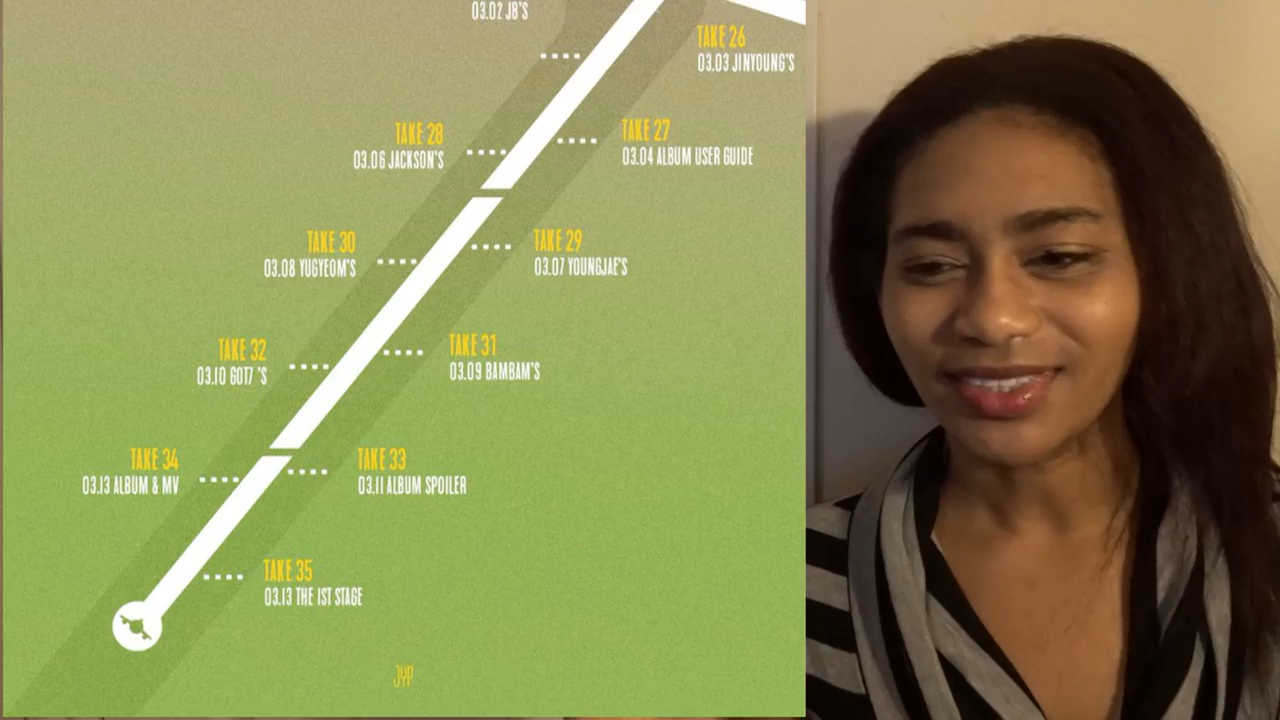 03.02 JB'S
TAKE 26
03.03 JINYOUNG'S
TAKE 27
03.04 ALBUM USER GUIDE
TAKE 28
03.06 JACKSON'S
TAKE 29
03.07 YOUNGJAE'S
TAKE 30
03.08 YUGYEOM'S
TAKE 31
03.09 BAMBAM'S
TAKE 32
03.10 GOT7 'S
TAKE 33
03.11 ALBUM SPOILER
TAKE 34
03.13 ALBUM & MV
TAKE 35
03.13 THE 1ST STAGE
JYP